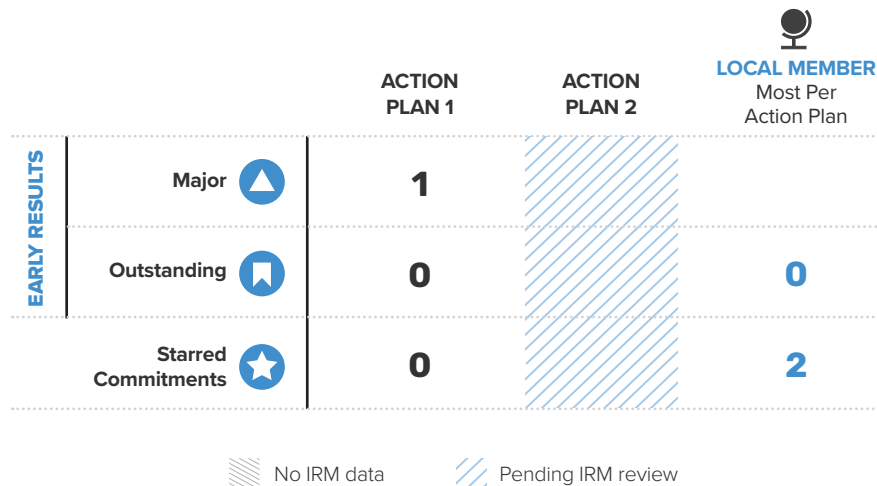 ACTION
PLAN 1
ACTION
PLAN 2
LOCAL MEMBER
Most Per
Action Plan
EARLY RESULTS
Major
1
Outstanding
0
0
Starred
Commitments
0
2
No IRM data
Pending IRM review